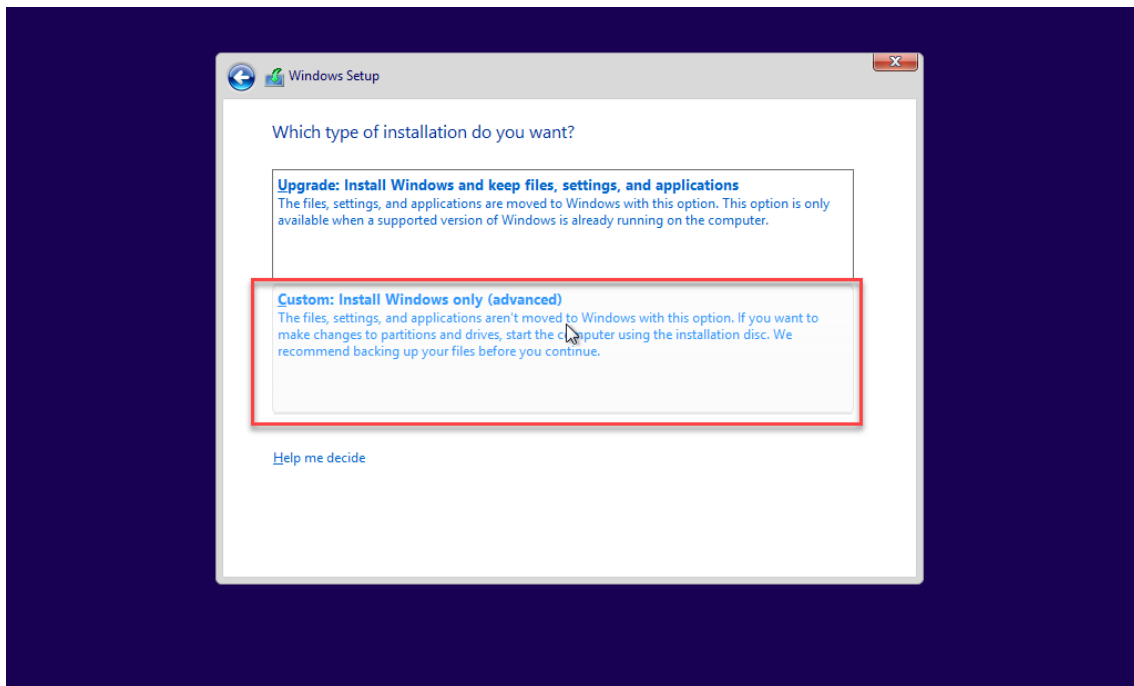 Windows Setup
Which type of installation do you want?
Upgrade: Install Windows and keep files, settings, and applications
The files, settings, and applications are moved to Windows with this option. This option is only
available when a supported version of Windows is already running on the computer.
Custom: Install Windows only (advanced)
The files, settings, and applications aren't moved to Windows with this option. If you want to
make changes to partitions and drives, start the computer using the installation disc. We
recommend backing up your files before you continue.
Help me decide